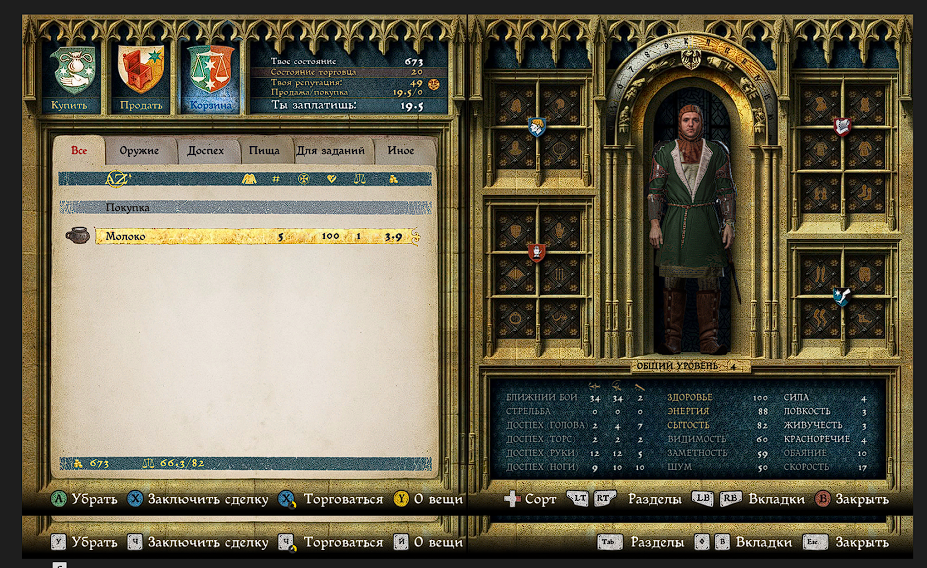 Купить Продать Корзина
Твое состояние 673
Состояние торговца 20
Твоя репутация: 49
Продажа/покупка 19.5/0
Ты заплатишь: 19.5
Все Оружие Доспех Пища Для заданий Иное
AZ #
Покупка
Молоко 5 100 1 3.9
673 66.3/82
ОБЩИЙ УРОВЕНЬ 4
БЛИЖНИЙ БОЙ 34 34 2 ЗДОРОВЬЕ 100 СИЛА 4
СТРЕЛЬБА 0 0 0 ЭНЕРГИЯ 88 ЛОВКОСТЬ 3
ДОСПЕХ (ГОЛОВА) 2 4 7 СЫТОСТЬ 82 ЖИВУЧЕСТЬ 3
ДОСПЕХ (ТОРС) 2 2 2 ВИДИМОСТЬ 60 КРАСНОРЕЧИЕ 4
ДОСПЕХ (РУКИ) 12 12 5 ЗАМЕТНОСТЬ 59 ОБАЯНИЕ 10
ДОСПЕХ (НОГИ) 9 10 10 ШУМ 50 СКОРОСТЬ 17
A Убрать X Заключить сделку X Торговаться Y О вещи Сорт LT RT Разделы LB RB Вкладки B Закрыть
У Убрать Ч Заключить сделку Ч Торговаться Й О вещи Tab Разделы Ф В Вкладки Esc Закрыть